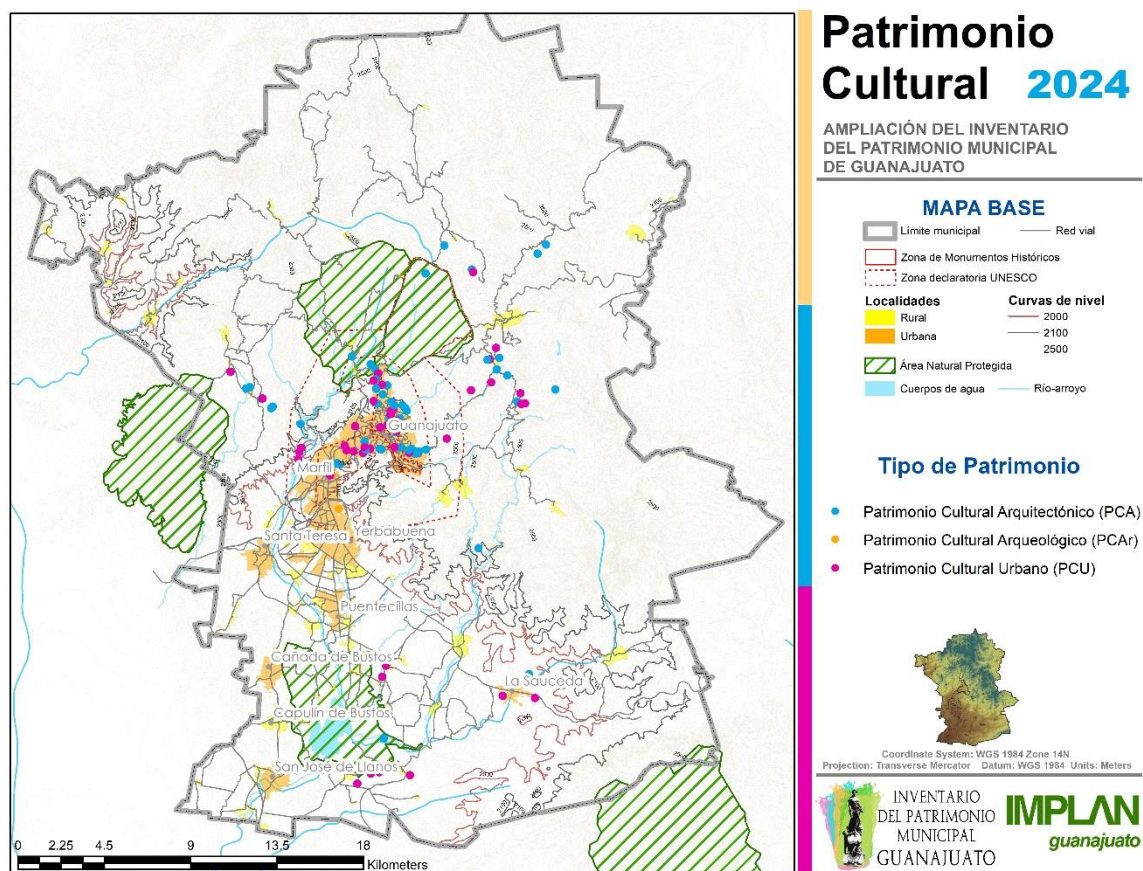 Patrimonio
Cultural 2024
AMPLIACIÓN DEL INVENTARIO
DEL PATRIMONIO MUNICIPAL
DE GUANAJUATO
MAPA BASE
Límite municipal
Red vial
Zona de Monumentos Históricos
Zona declaratoria UNESCO
Localidades
Rural
Urbana
Curvas de nivel
2000
2100
2500
Área Natural Protegida
Cuerpos de agua
Río-arroyo
Tipo de Patrimonio
Patrimonio Cultural Arquitectónico (PCA)
Patrimonio Cultural Arqueológico (PCAr)
Patrimonio Cultural Urbano (PCU)
Coordinate System: WGS 1984 Zone 14N
Projection: Transverse Mercator Datum: WGS 1984 Units: Meters
INVENTARIO
DEL PATRIMONIO
MUNICIPAL
GUANAJUATO
IMPLAN
guanajuato
Guanajuato
Marfil
Santa Teresa
Yerbabuena
Puentecillas
Cañada de Bustos
La Sauceda
Capulín de Bustos
San José de Llanos
0 2.25 4.5 9 13.5 18
Kilometers